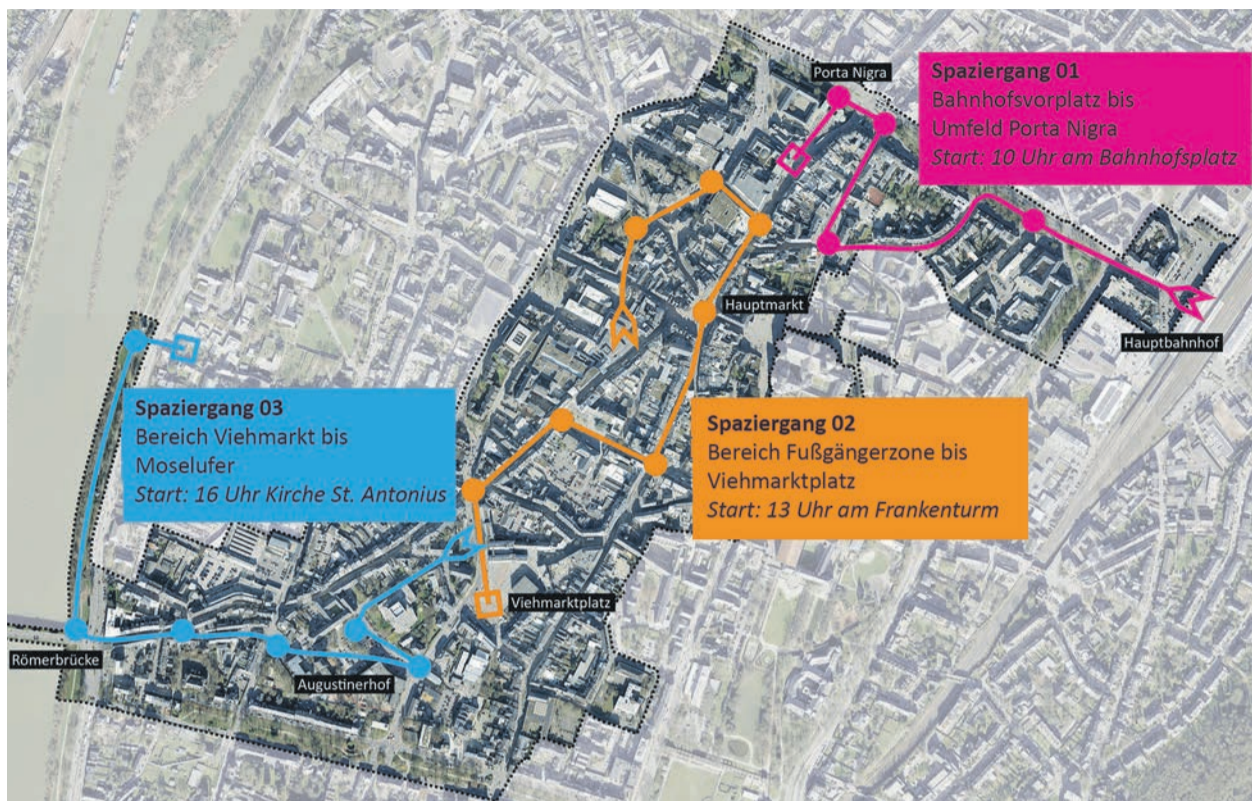 Porta Nigra
Spaziergang 01
Bahnhofsvorplatz bis
Umfeld Porta Nigra
Start: 10 Uhr am Bahnhofsplatz
Hauptmarkt
Hauptbahnhof
Spaziergang 03
Bereich Viehmarkt bis
Moselufer
Start: 16 Uhr Kirche St. Antonius
Spaziergang 02
Bereich Fußgängerzone bis
Viehmarktplatz
Start: 13 Uhr am Frankenturm
Viehmarktplatz
Römerbrücke
Augustinerhof